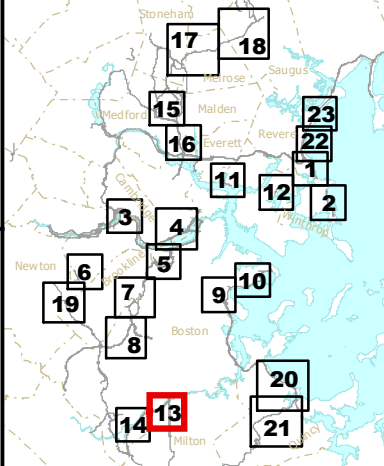 Stoneham
17
18
Melrose
Saugus
15
Malden
Medford
23
Everett
Revere
22
16
1
11
12
2
Cambridge
3
4
Winthrop
Brookline
5
Newton
6
7
10
9
19
Boston
8
20
13
14
21
Milton
Quincy